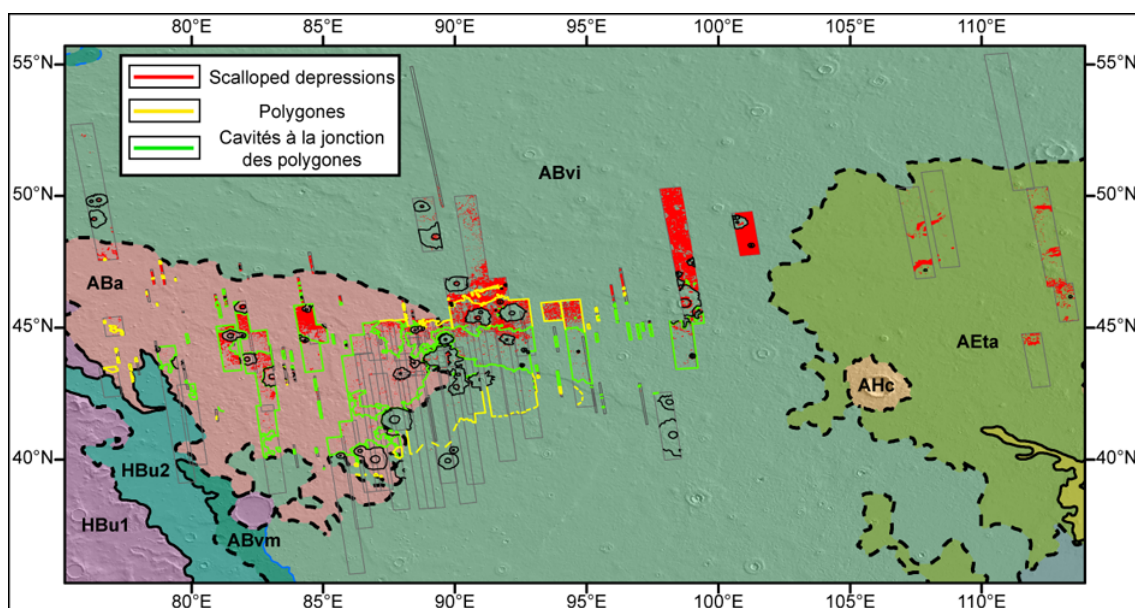 80°E 85°E 90°E 95°E 100°E 105°E 110°E
55°N 55°N
Scalloped depressions
Polygones
Cavités à la jonction
des polygones
ABvi
50°N 50°N
ABa
45°N 45°N
AEta
AHc
40°N 40°N
HBu2
HBu1
ABvm
80°E 85°E 90°E 95°E 100°E 105°E 110°E